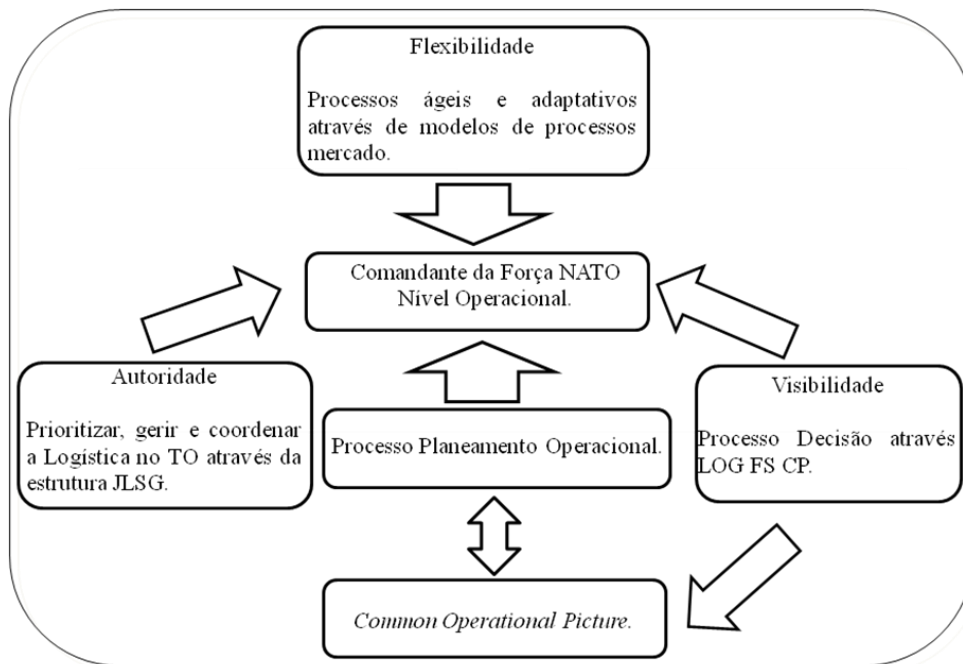 Flexibilidade
Processos ágeis e adaptativos
através de modelos de processos
mercado.
Comandante da Força NATO
Nível Operacional.
Autoridade
Prioritizar, gerir e coordenar
a Logística no TO através da
estrutura JLSG.
Processo Planeamento Operacional.
Visibilidade
Processo Decisão através
LOG FS CP.
Common Operational Picture.